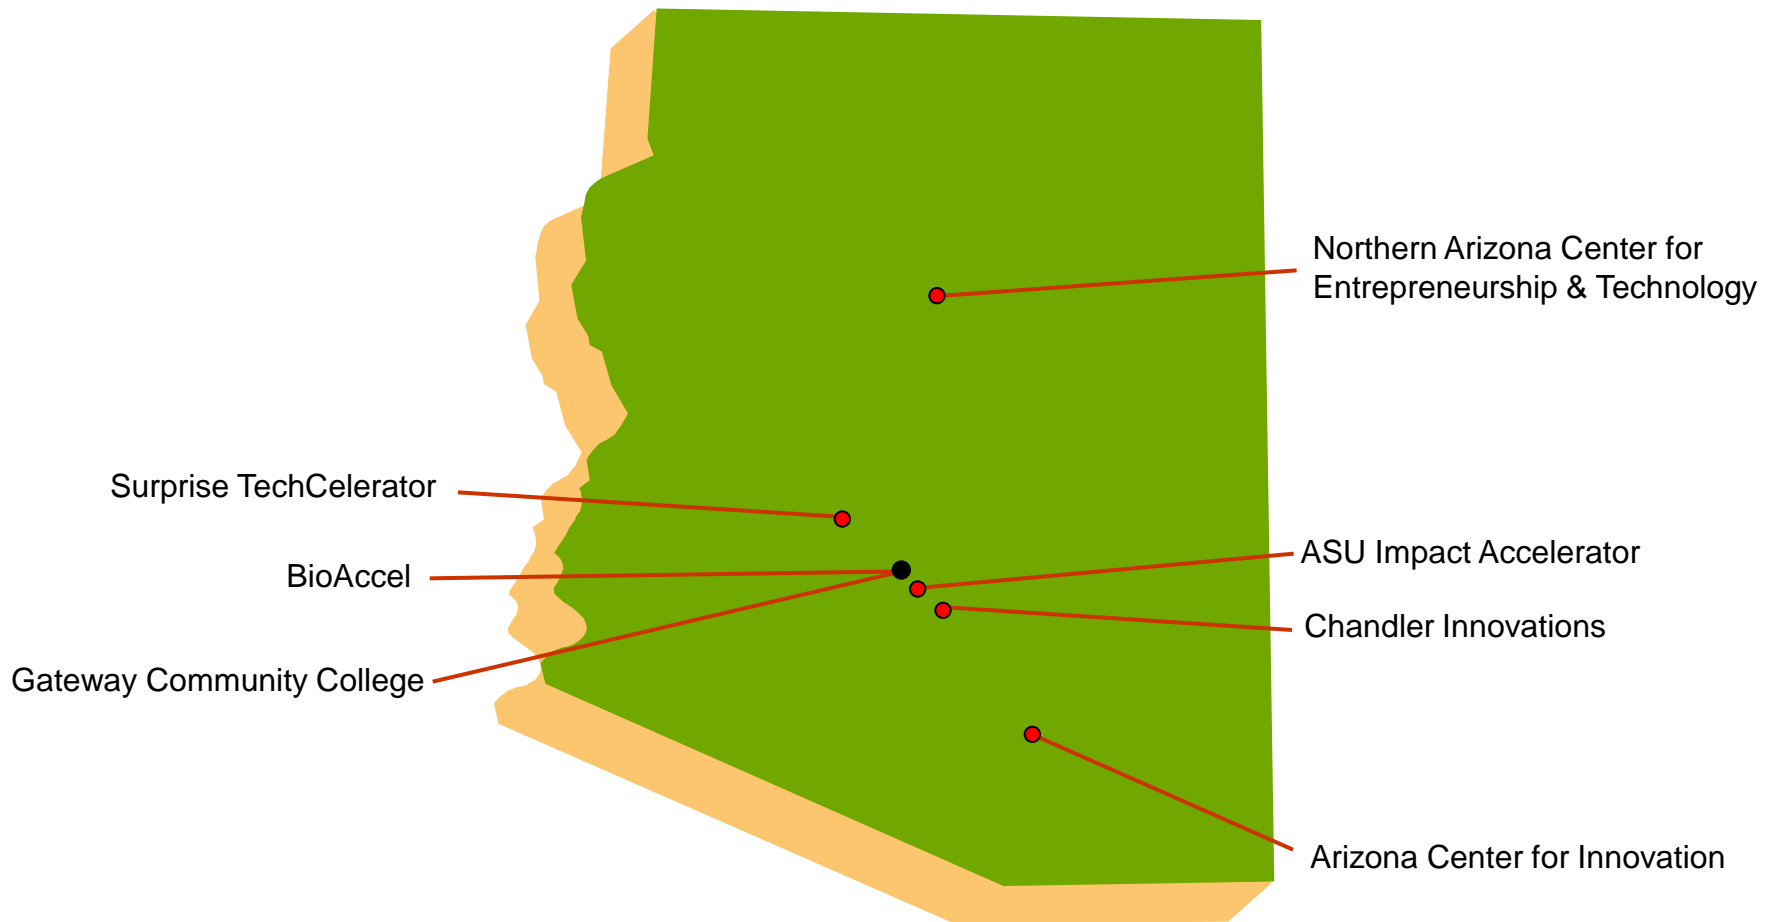 Northern Arizona Center for
Entrepreneurship & Technology
Surprise TechCelerator
ASU Impact Accelerator
BioAccel
Chandler Innovations
Gateway Community College
Arizona Center for Innovation